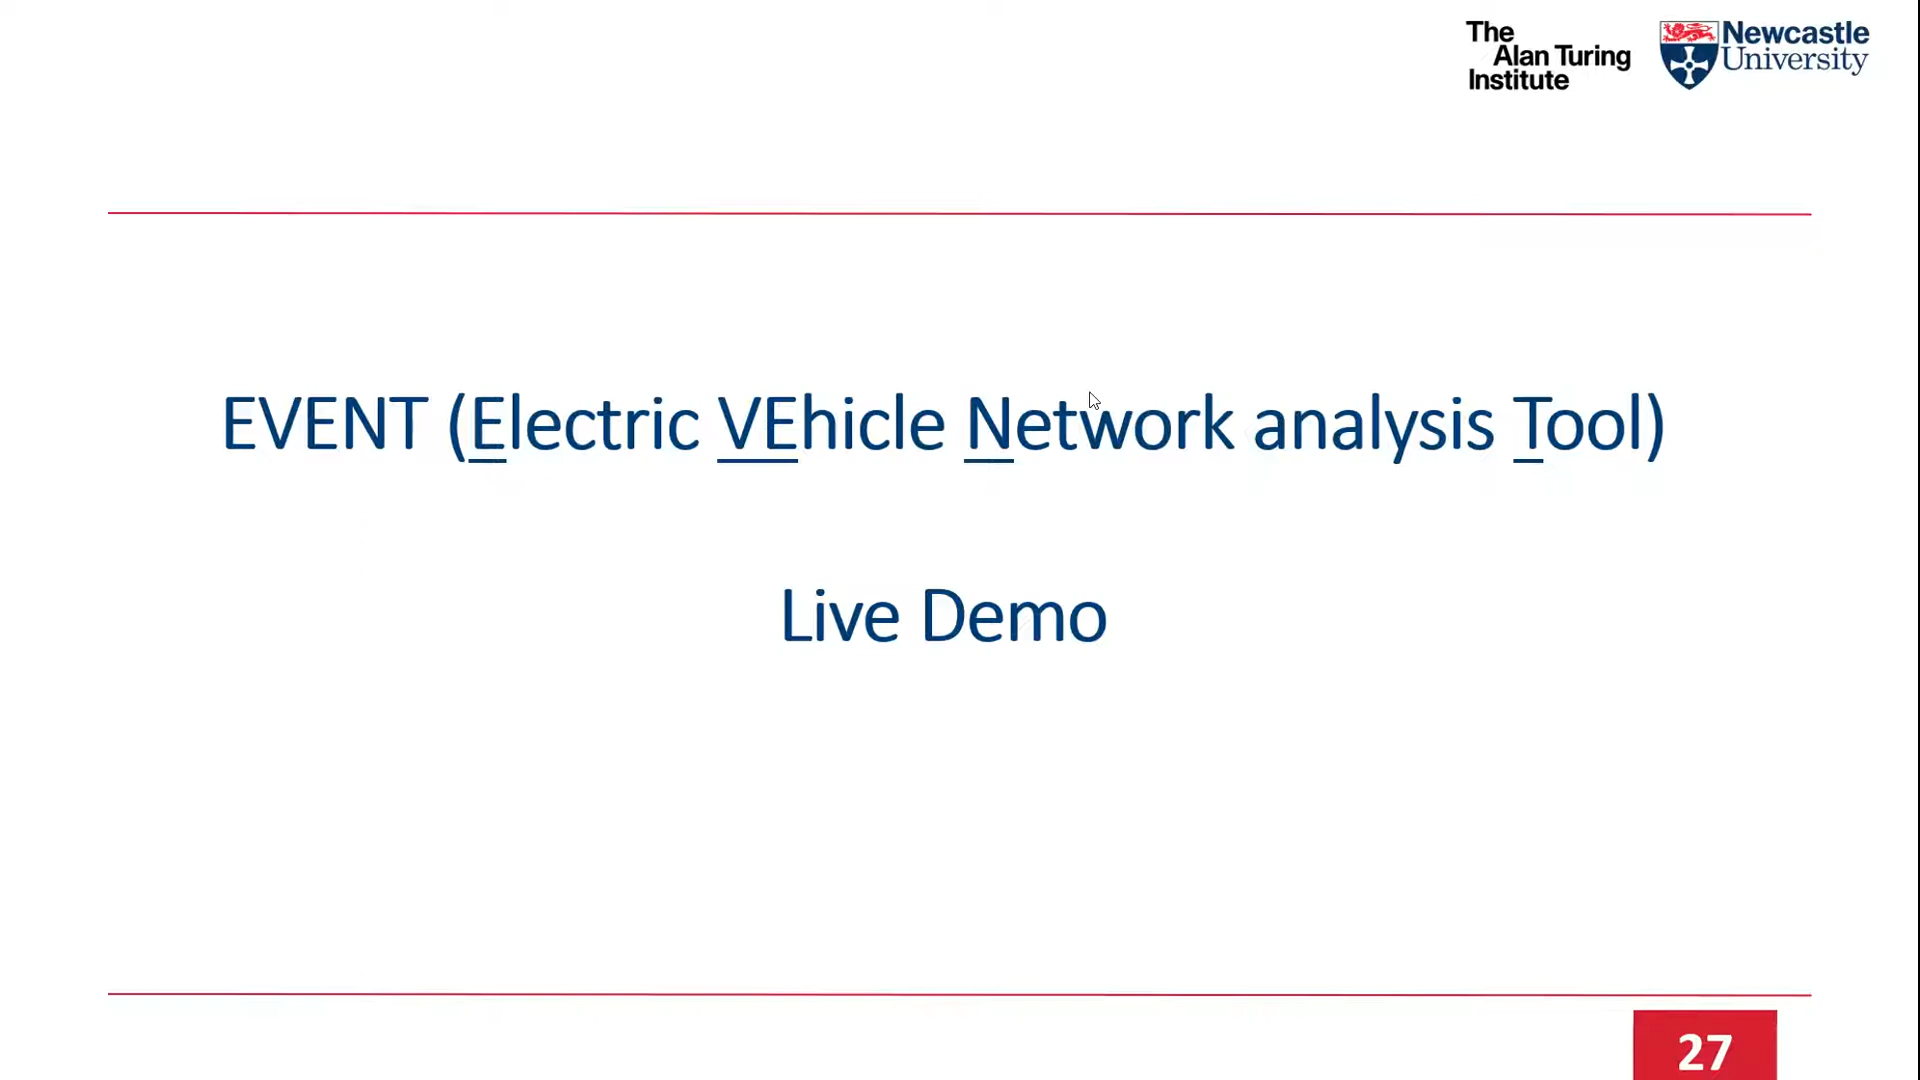 The
Alan Turing
Institute
Newcastle
University
EVENT (Electric VEhicle Network analysis Tool)
Live Demo
27